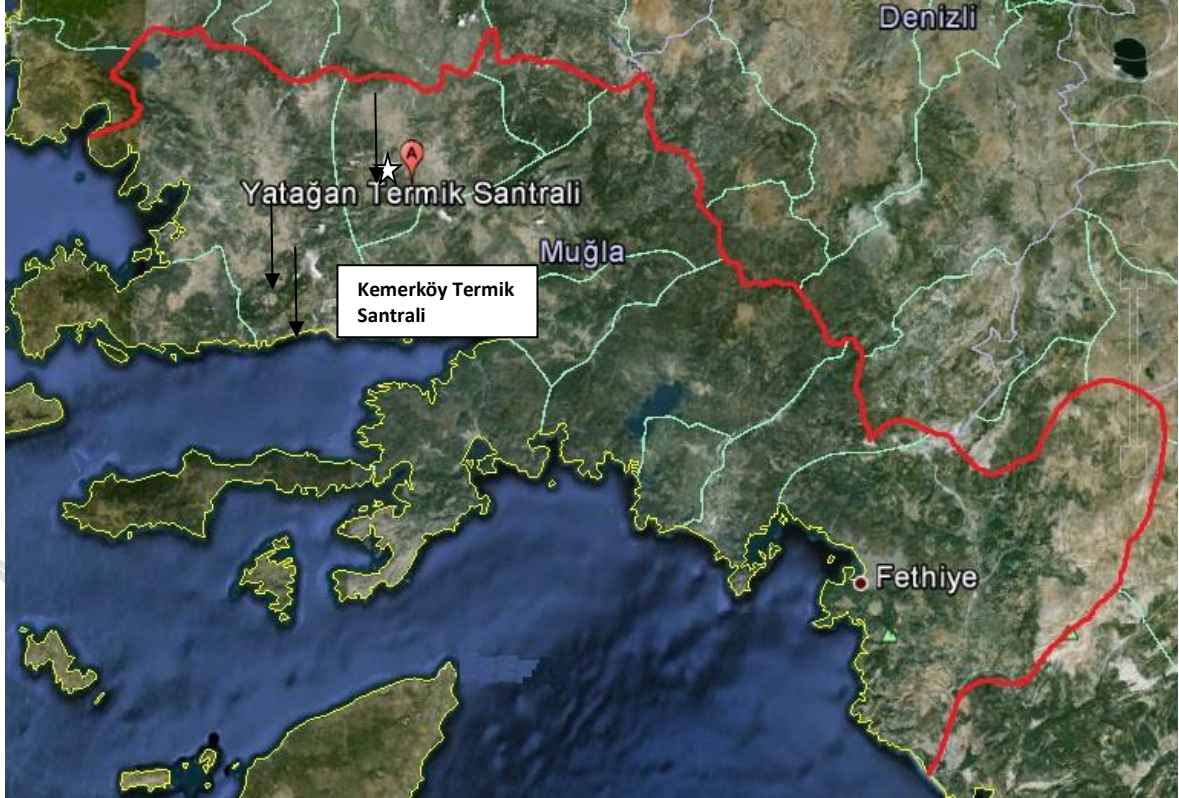 Denizli
A
Yatağan Termik Santrali
Muğla
Kemerköy Termik
Santrali
Fethiye